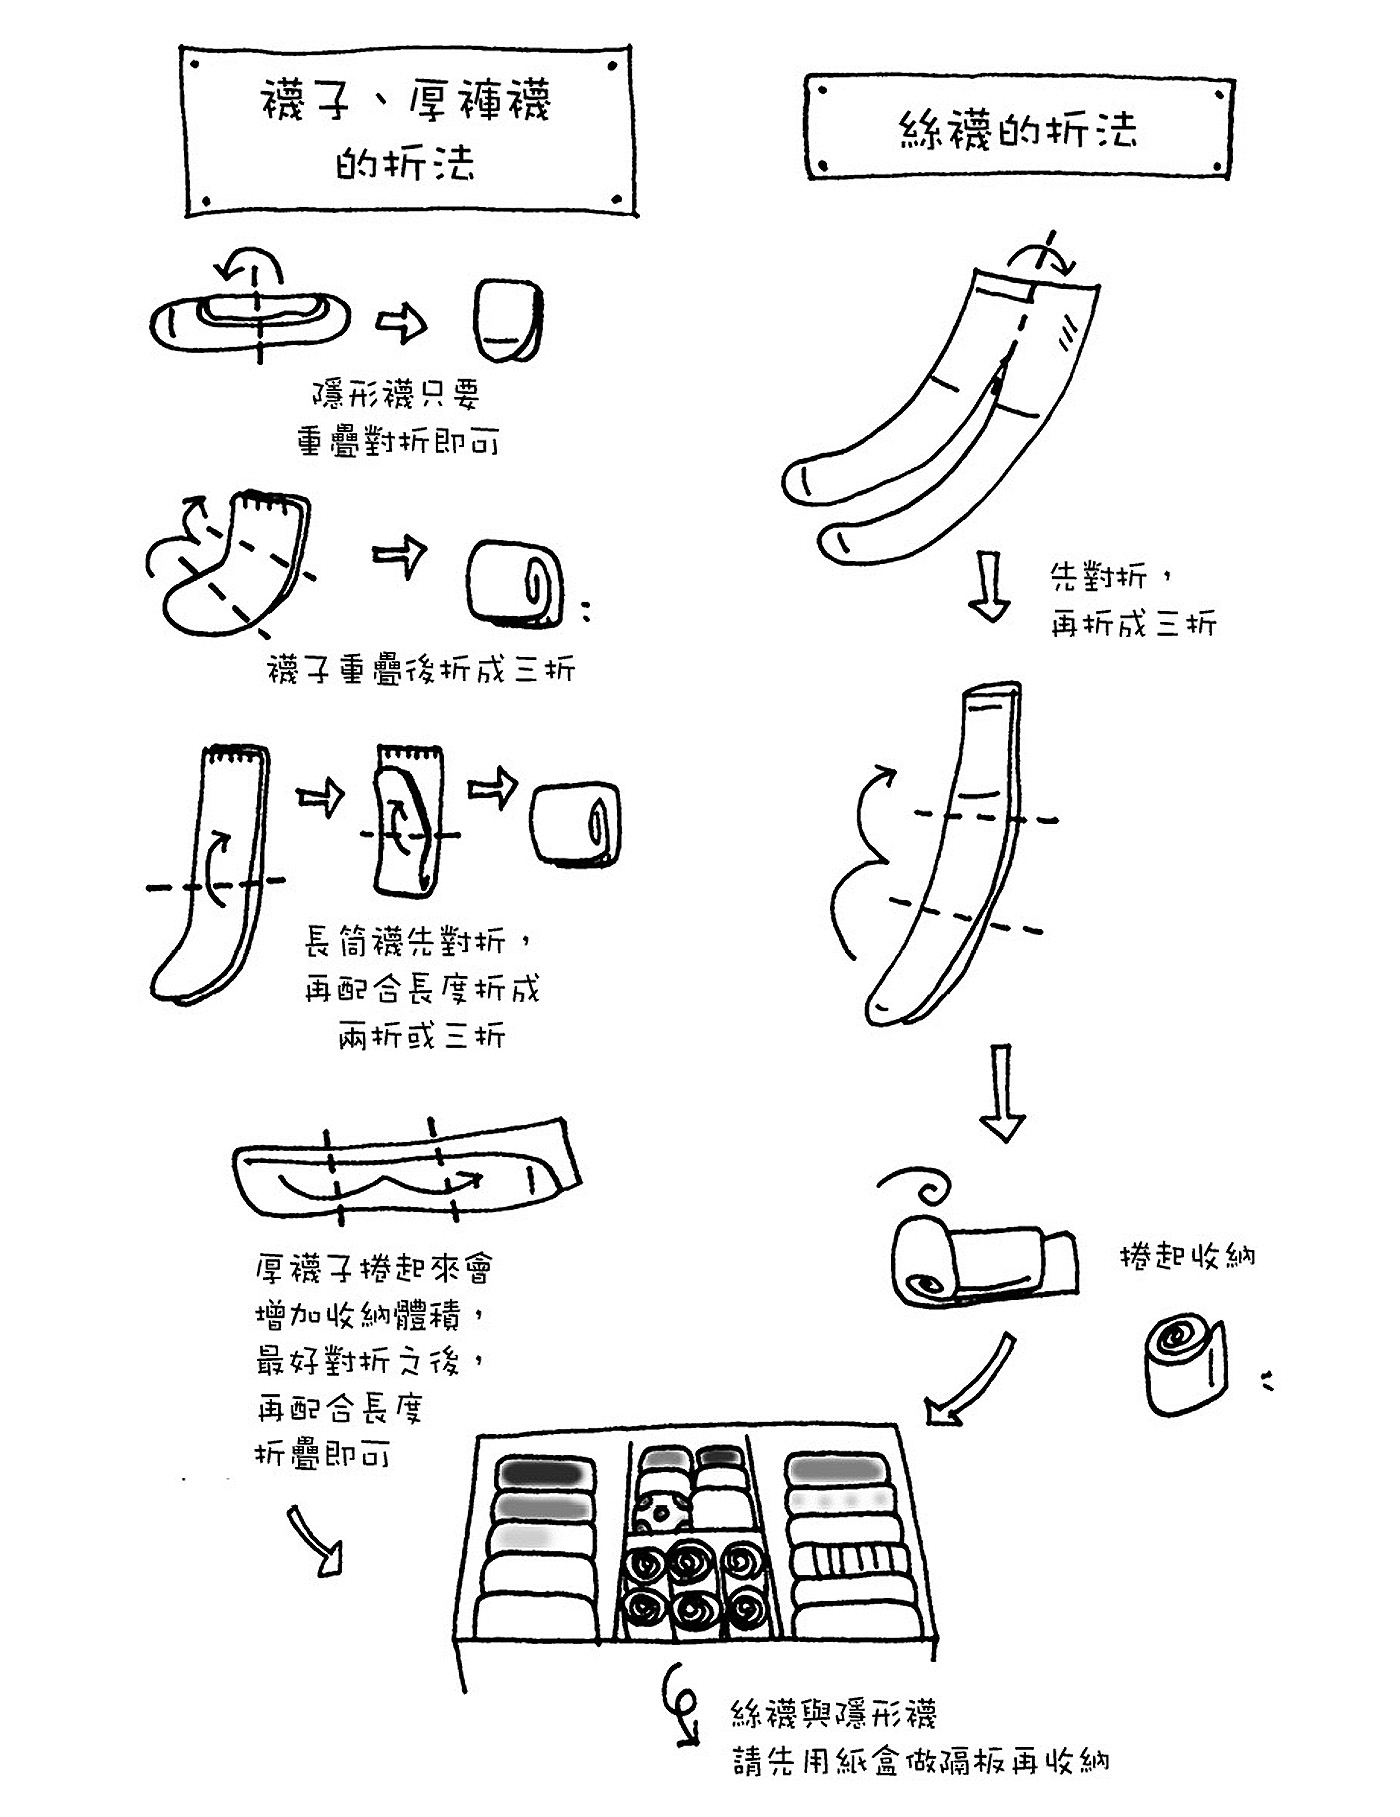 襪子、厚褲襪
的折法
隱形襪只要
重疊對折即可
襪子重疊後折成三折
長筒襪先對折，
再配合長度折成
兩折或三折
厚襪子捲起來會
增加收納體積，
最好對折之後，
再配合長度
折疊即可
絲襪的折法
先對折，
再折成三折
捲起收納
絲襪與隱形襪
請先用紙盒做隔板再收納